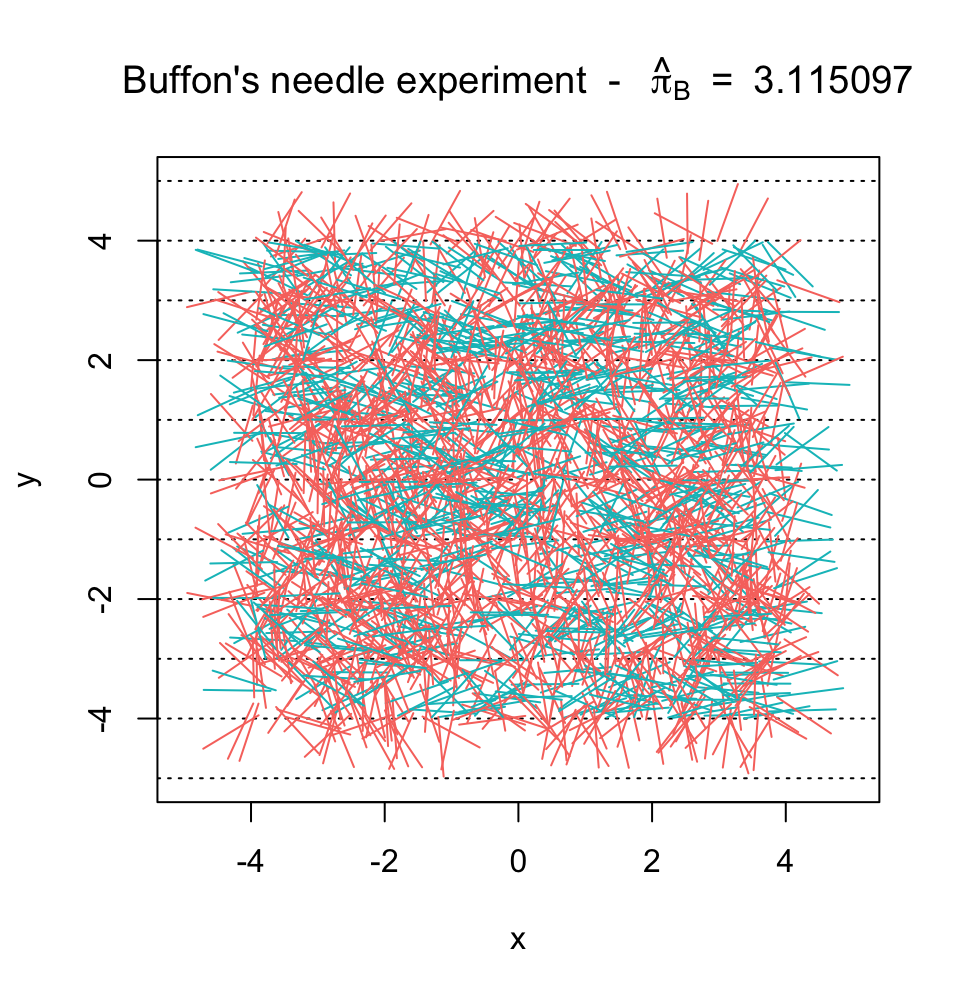 Buffon's needle experiment - π̂B = 3.115097
4
2
0
-2
-4
y
-4 -2 0 2 4
x